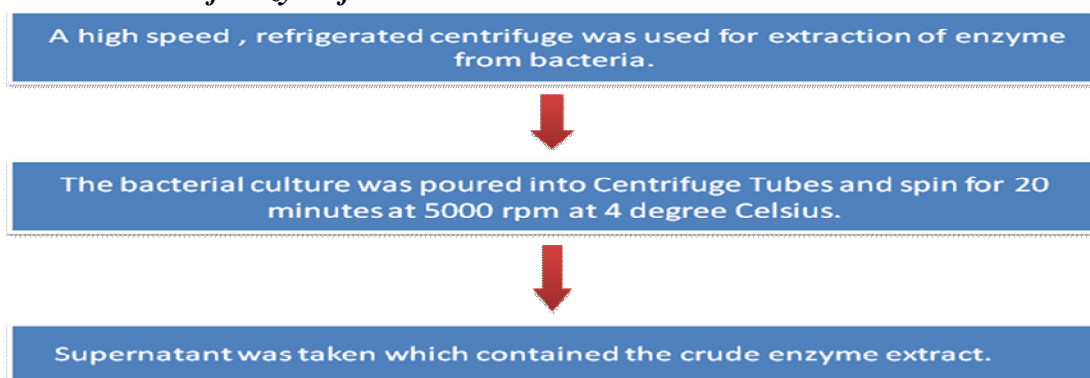 A high speed , refrigerated centrifuge was used for extraction of enzyme
from bacteria.
The bacterial culture was poured into Centrifuge Tubes and spin for 20
minutes at 5000 rpm at 4 degree Celsius.
Supernatant was taken which contained the crude enzyme extract.